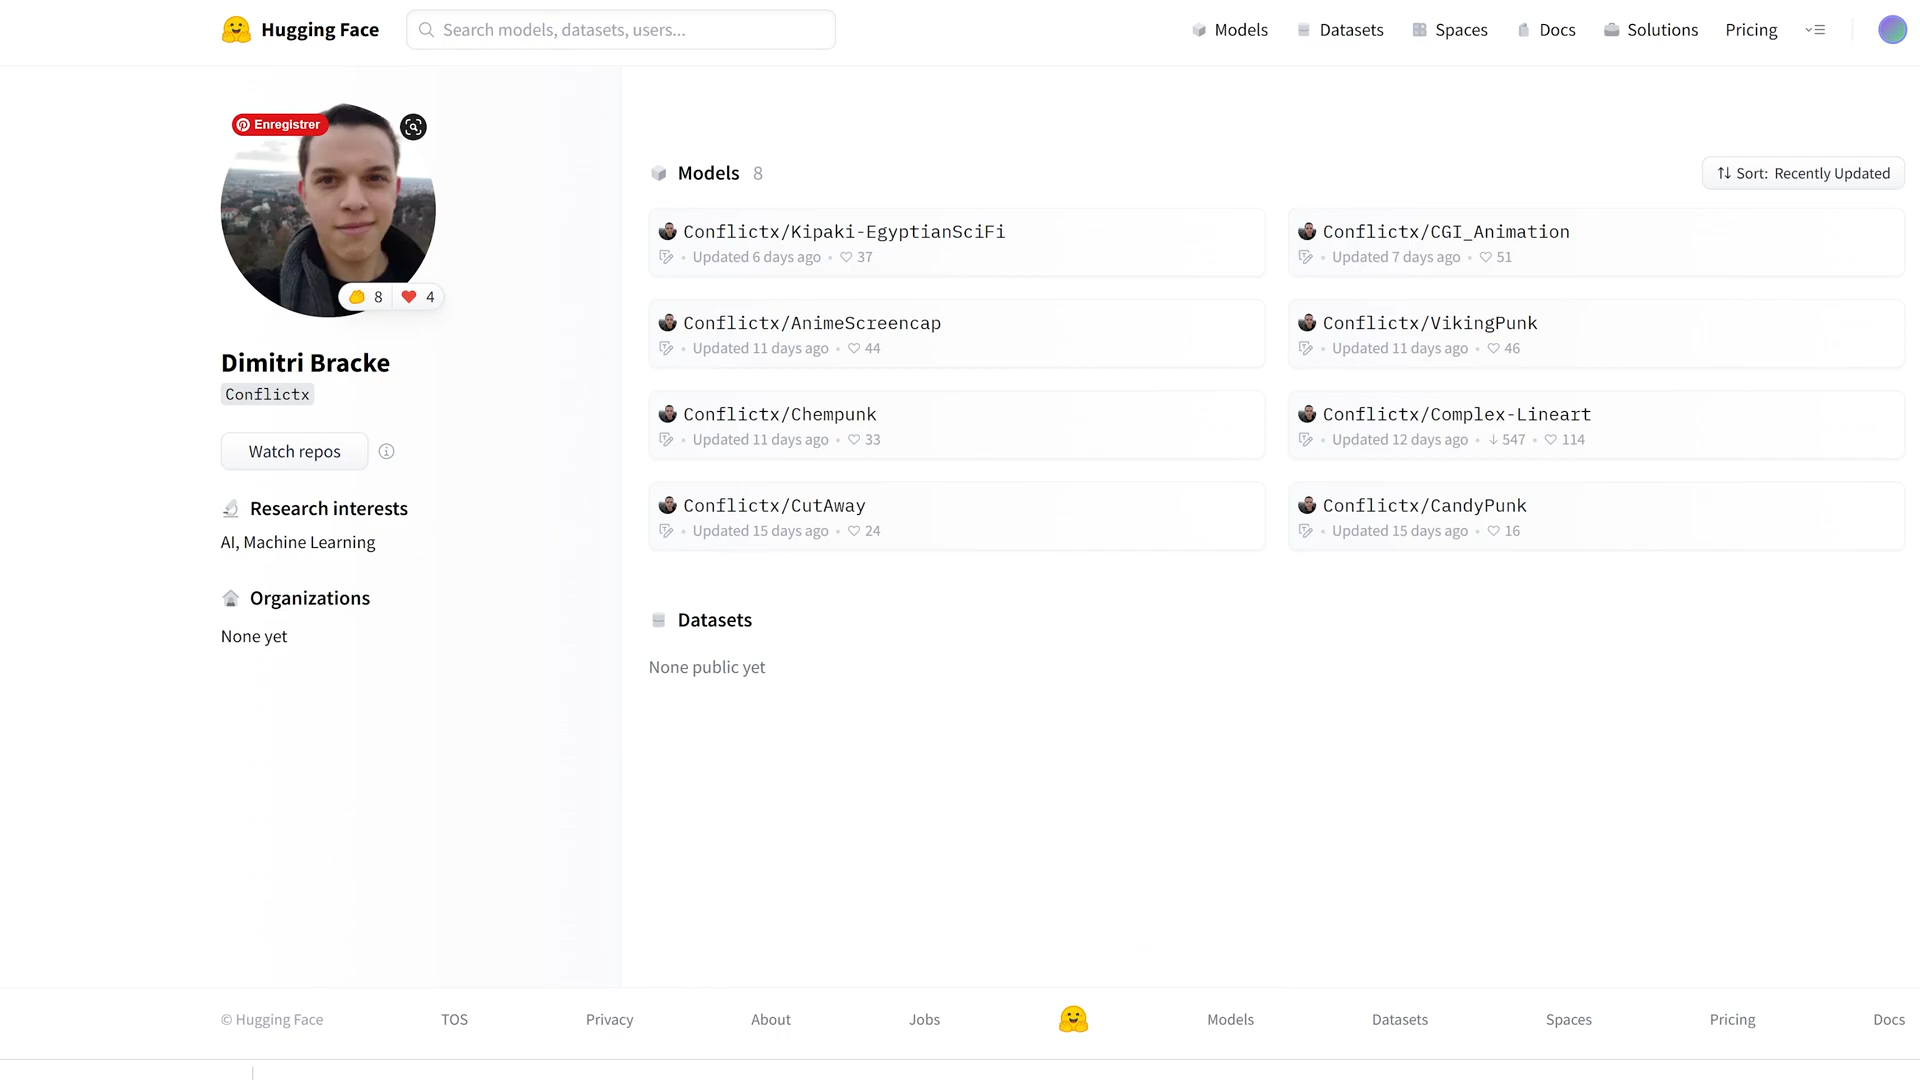 Hugging Face
Search models, datasets, users...
Models
Datasets
Spaces
Docs
Solutions
Pricing
Enregistrer
8
4
Dimitri Bracke
Conflictx
Watch repos
Research interests
AI, Machine Learning
Organizations
None yet
Models 8
Sort: Recently Updated
Conflictx/Kipaki-EgyptianSciFi
Updated 6 days ago • 37
Conflictx/CGI_Animation
Updated 7 days ago • 51
Conflictx/AnimeScreencap
Updated 11 days ago • 44
Conflictx/VikingPunk
Updated 11 days ago • 46
Conflictx/Chempunk
Updated 11 days ago • 33
Conflictx/Complex-Lineart
Updated 12 days ago • ↓ 547 • 114
Conflictx/CutAway
Updated 15 days ago • 24
Conflictx/CandyPunk
Updated 15 days ago • 16
Datasets
None public yet
© Hugging Face
TOS
Privacy
About
Jobs
Models
Datasets
Spaces
Pricing
Docs